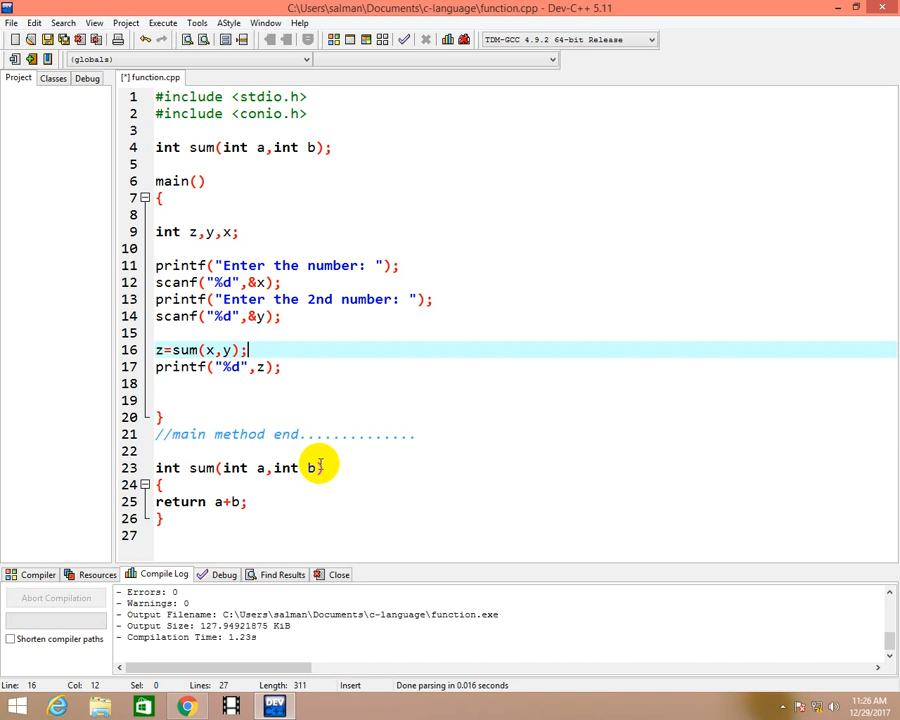 C:\Users\salman\Documents\c-language\function.cpp - Dev-C++ 5.11
File Edit Search View Project Execute Tools AStyle Window Help
TDM-GCC 4.9.2 64-bit Release
(globals)
Project Classes Debug [*] function.cpp
1 #include <stdio.h>
2 #include <conio.h>
3
4 int sum(int a,int b);
5
6 main()
7 {
8
9 int z,y,x;
10
11 printf("Enter the number: ");
12 scanf("%d",&x);
13 printf("Enter the 2nd number: ");
14 scanf("%d",&y);
15
16 z=sum(x,y);
17 printf("%d",z);
18
19
20 }
21 //main method end..............
22
23 int sum(int a,int b)
24 {
25 return a+b;
26 }
27
Compiler Resources Compile Log Debug Find Results Close
Abort Compilation
Shorten compiler paths
- Errors: 0
- Warnings: 0
- Output Filename: C:\Users\salman\Documents\c-language\function.exe
- Output Size: 127.94921875 KiB
- Compilation Time: 1.23s
Line: 16 Col: 12 Sel: 0 Lines: 27 Length: 311 Insert Done parsing in 0.016 seconds
DEV
11:26 AM
12/29/2017